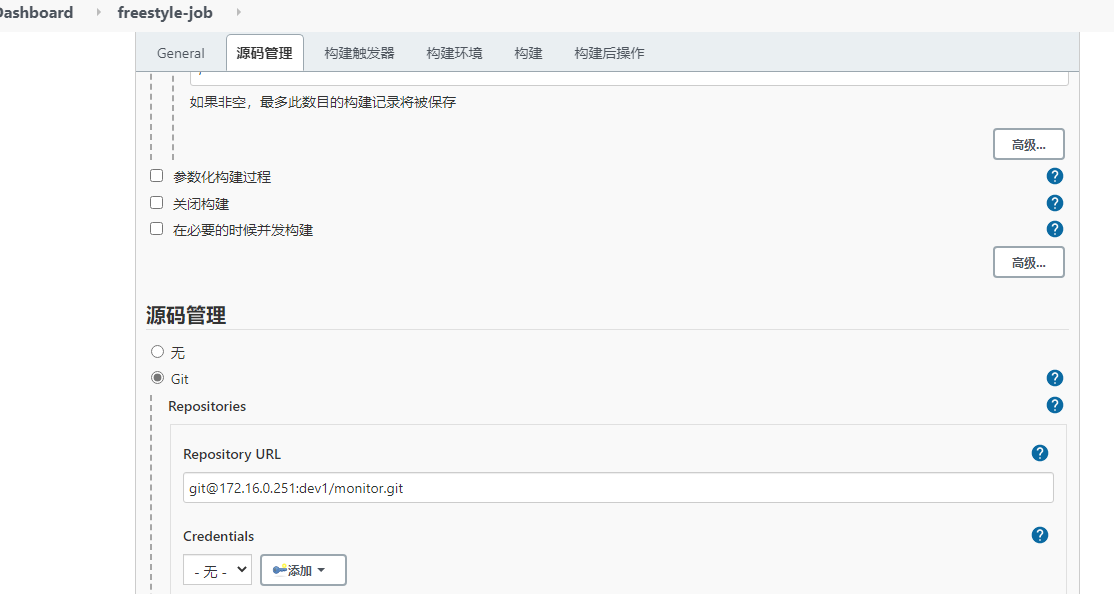 Dashboard freestyle-job
General 源码管理 构建触发器 构建环境 构建 构建后操作
如果非空，最多此数目的构建记录将被保存
高级...
参数化构建过程
关闭构建
在必要的时候并发构建
高级...
源码管理
无
Git
Repositories
Repository URL
git@172.16.0.251:dev1/monitor.git
Credentials
- 无 - 添加